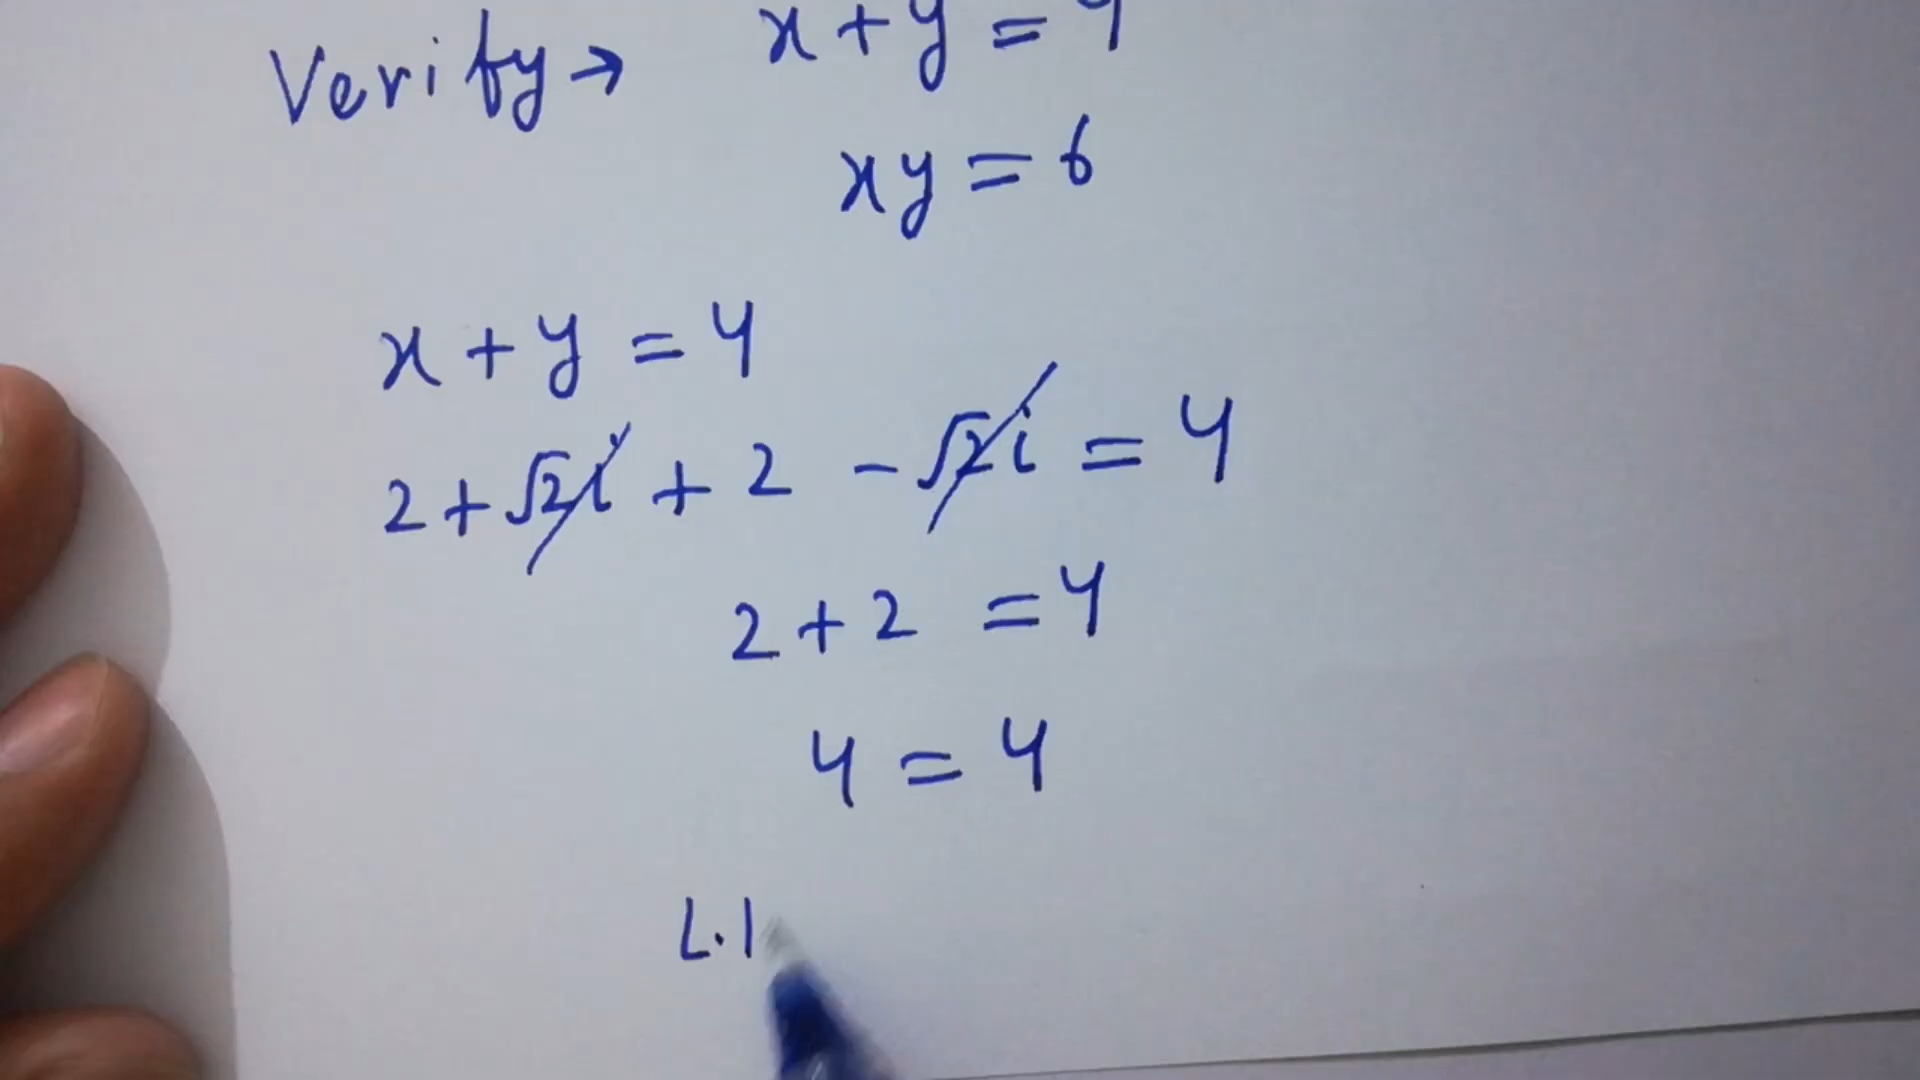 Verify → x + y = 4
xy = 6
x + y = 4
2 + √2i + 2 - √2i = 4
2 + 2 = 4
4 = 4
L.